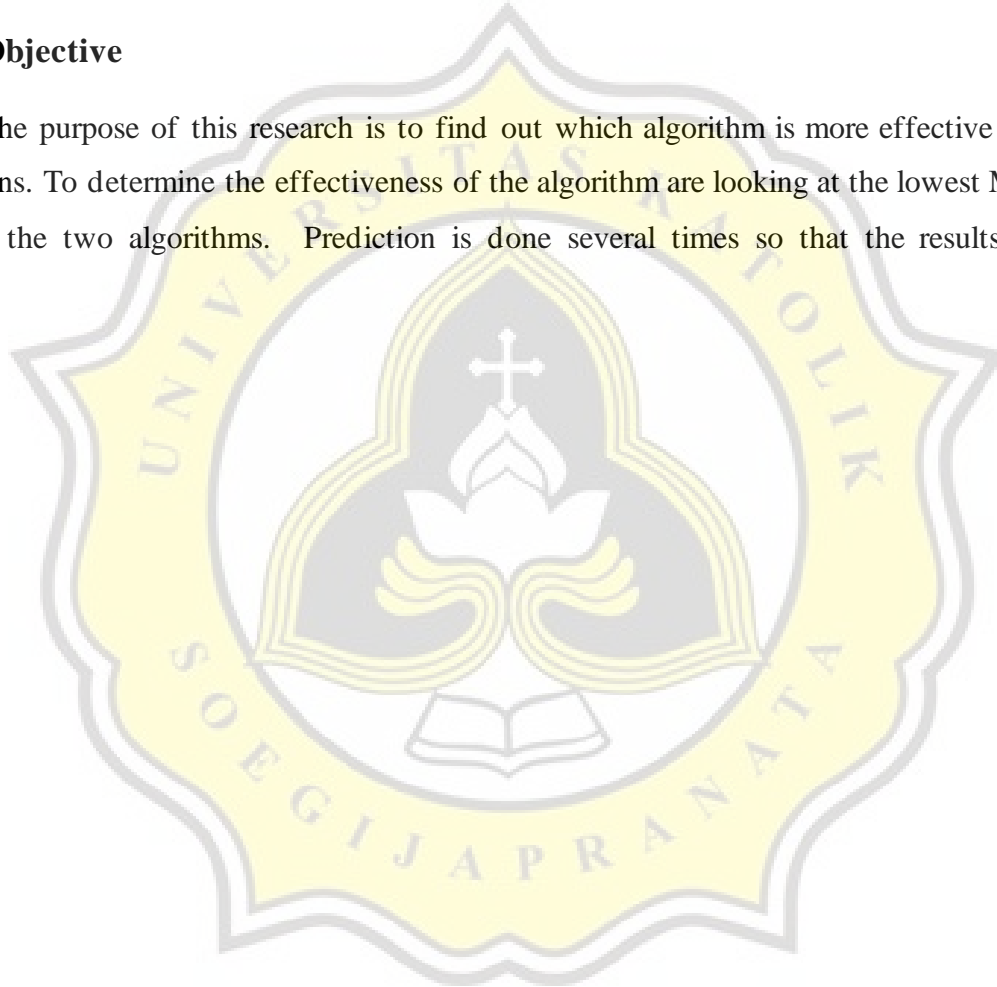 Objective
he purpose of this research is to find out which algorithm is more effective
ns. To determine the effectiveness of the algorithm are looking at the lowest M
the two algorithms. Prediction is done several times so that the results
UNIVERSITAS KATOLIK
SOEGIJAPRANATA